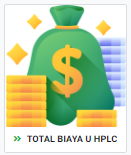 $
» TOTAL BIAYA U HPLC